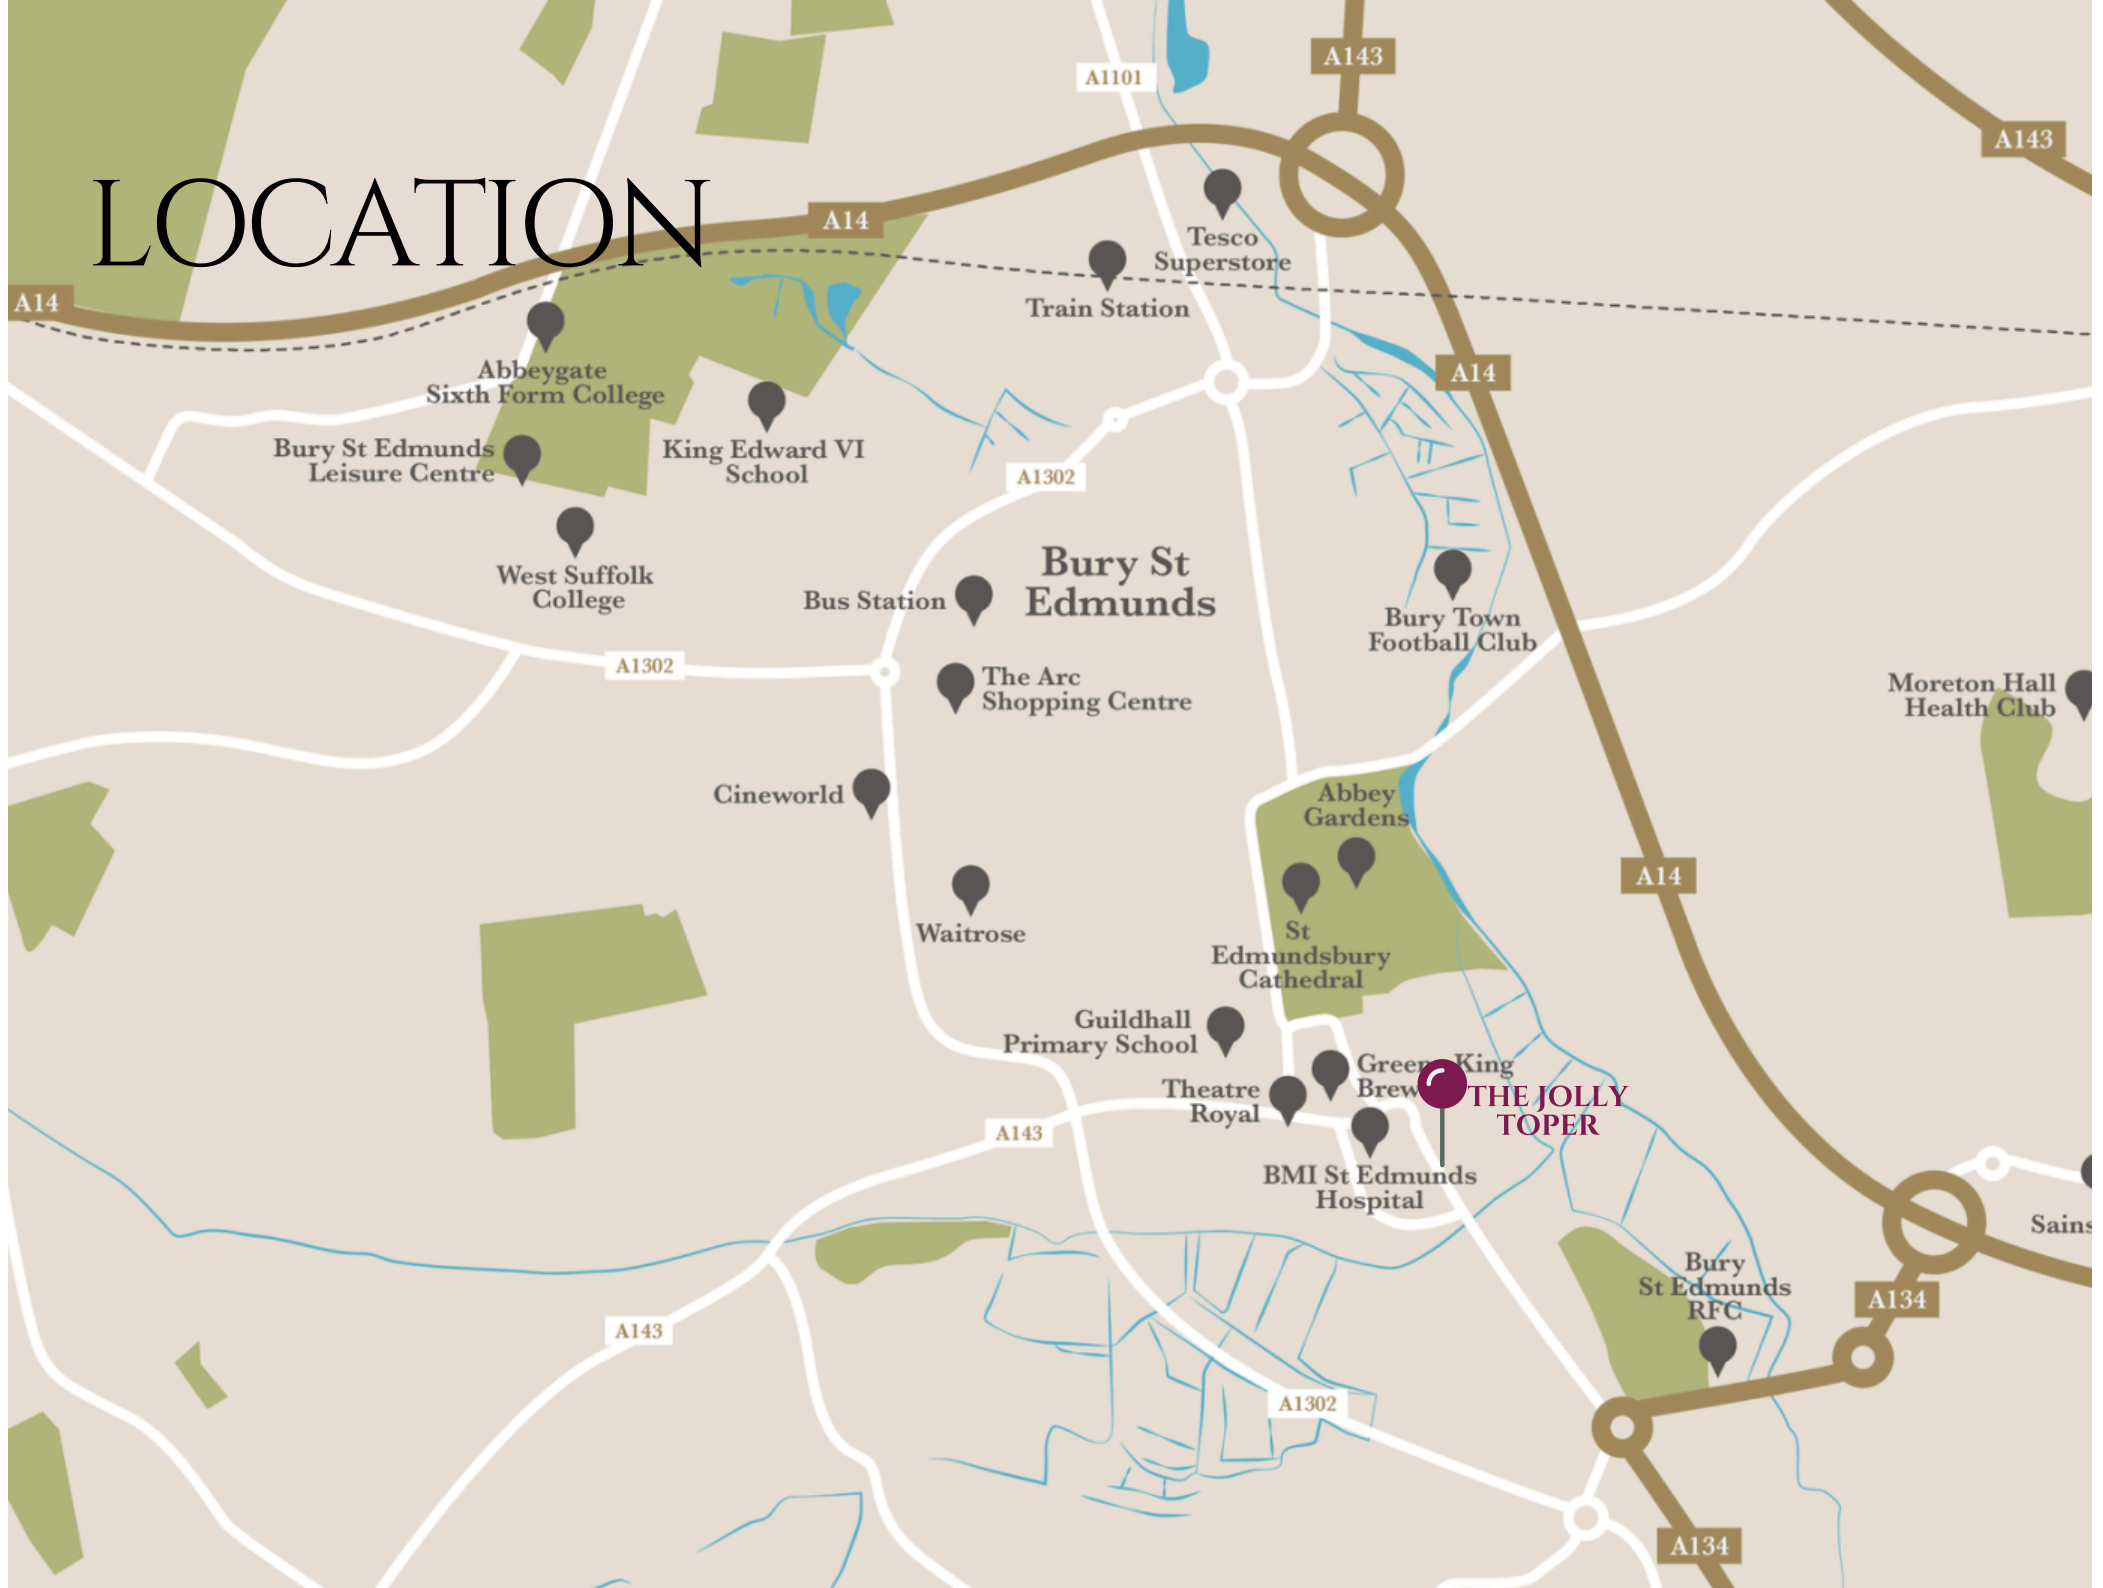 A143
A1101
A143
LOCATION
A14
Tesco
Superstore
Train Station
A14
Abbeygate
Sixth Form College
A14
Bury St Edmunds
Leisure Centre
King Edward VI
School
A1302
West Suffolk
College
Bury St
Edmunds
Bus Station
Bury Town
Football Club
A1302
The Arc
Shopping Centre
Moreton Hall
Health Club
Cineworld
Abbey
Gardens
A14
Waitrose
St
Edmundsbury
Cathedral
Guildhall
Primary School
Green King
Brew
THE JOLLY
TOPER
Theatre
Royal
A143
BMI St Edmunds
Hospital
Sains
Bury
St Edmunds
RFC
A134
A143
A1302
A134